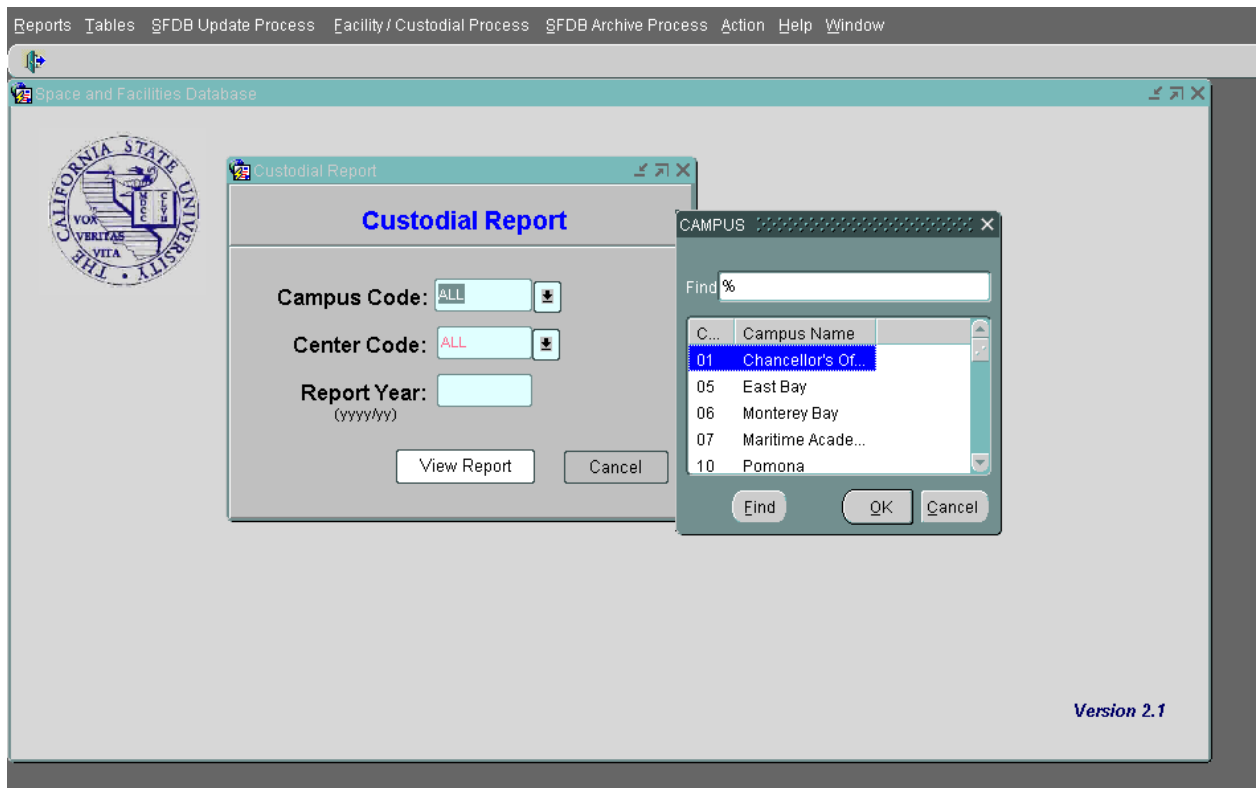 Reports Tables SFDB Update Process Facility / Custodial Process SFDB Archive Process Action Help Window
Space and Facilities Database
THE CALIFORNIA STATE UNIVERSITY
VOX
VERITAS
VITA
Custodial Report
Custodial Report
Campus Code: ALL
Center Code: ALL
Report Year:
(yyyy/yy)
View Report Cancel
CAMPUS
Find %
C... Campus Name
01 Chancellor's Of...
05 East Bay
06 Monterey Bay
07 Maritime Acade...
10 Pomona
Find OK Cancel
Version 2.1